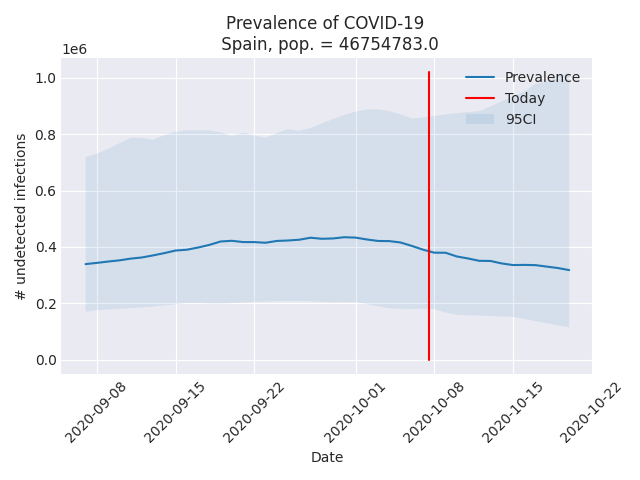 Prevalence of COVID-19
Spain, pop. = 46754783.0
1e6
Prevalence
Today
95CI
1.0
0.8
0.6
0.4
0.2
0.0
# undetected infections
2020-09-08
2020-09-15
2020-09-22
2020-10-01
2020-10-08
2020-10-15
2020-10-22
Date